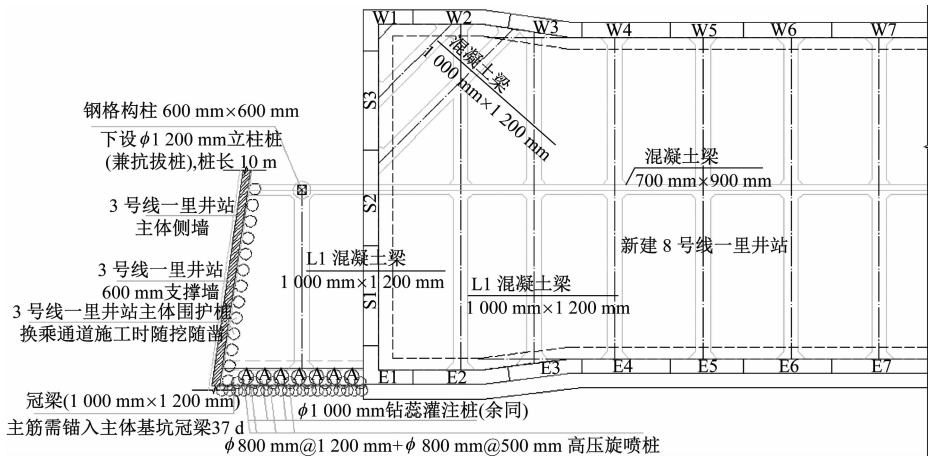 W1 W2 W3 W4 W5 W6 W7
混凝土梁
1 000 mm×1 200 mm
S3
S2
S1
钢格构柱 600 mm×600 mm
下设ϕ1 200 mm立柱桩
(兼抗拔桩),桩长 10 m
混凝土梁
700 mm×900 mm
3 号线一里井站
主体侧墙
新建 8 号线一里井站
L1 混凝土梁
1 000 mm×1 200 mm
3 号线一里井站
600 mm支撑墙
L1 混凝土梁
1 000 mm×1 200 mm
3 号线一里井站主体围护桩
换乘通道施工时随挖随凿
A A A A A A A
E1 E2 E3 E4 E5 E6 E7
冠梁(1 000 mm×1 200 mm)
ϕ1 000 mm钻蕊灌注桩(余同)
主筋需锚入主体基坑冠梁37 d
ϕ800 mm@1 200 mm+ϕ 800 mm@500 mm 高压旋喷桩